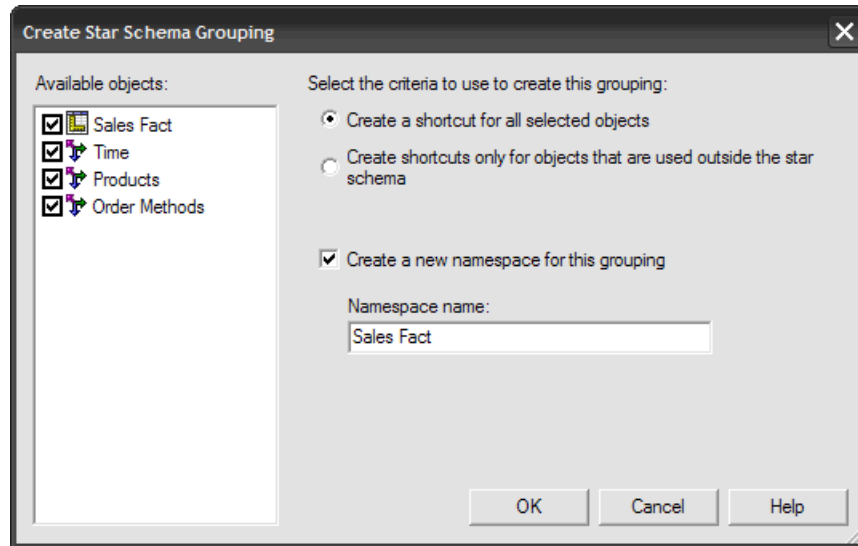 Create Star Schema Grouping
Available objects:
Sales Fact
Time
Products
Order Methods
Select the criteria to use to create this grouping:
Create a shortcut for all selected objects
Create shortcuts only for objects that are used outside the star
schema
Create a new namespace for this grouping
Namespace name:
Sales Fact
OK
Cancel
Help